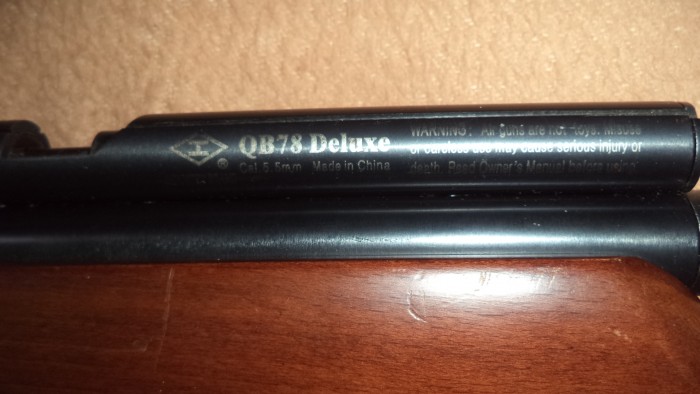 QB78 Deluxe
Cal. 5.5mm Made in China
®
WARNING: Air guns are not toys. Misuse
or careless use may cause serious injury or
death. Read Owner's Manual before using